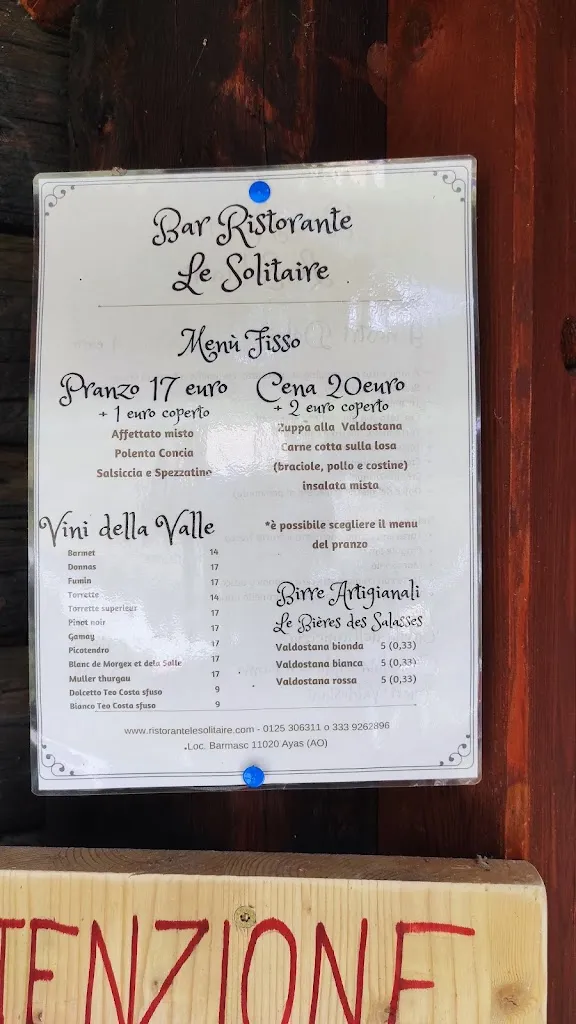 Bar Ristorante
Le Solitaire
Menù Fisso
Pranzo 17 euro
+ 1 euro coperto
Affettato misto
Polenta Concia
Salsiccia e Spezzatino
Cena 20euro
+ 2 euro coperto
Zuppa alla Valdostana
Carne cotta sulla losa
(braciole, pollo e costine)
insalata mista
*è possibile scegliere il menu
del pranzo
Vini della Valle
Barmet 14
Donnas 17
Fumin 17
Torrette 14
Torrette superieur 17
Pinot noir 17
Gamay 17
Picotendro 17
Blanc de Morgex et dela Salle 17
Muller thurgau 17
Dolcetto Teo Costa sfuso 9
Bianco Teo Costa sfuso 9
Birre Artigianali
Le Bières des Salasses
Valdostana bionda 5 (0,33)
Valdostana bianca 5 (0,33)
Valdostana rossa 5 (0,33)
www.ristorantelesolitaire.com - 0125 306311 o 333 9262896
Loc. Barmasc 11020 Ayas (AO)
TENZIONE